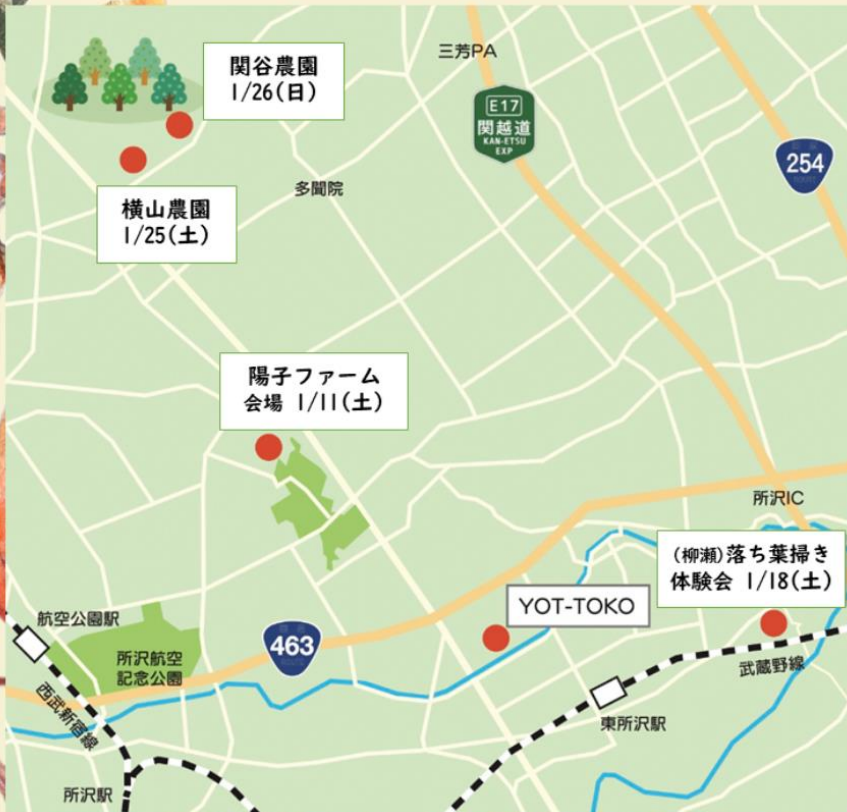 関谷農園
1/26(日)
三芳PA
E17
関越道
KAN-ETSU
EXP
254
横山農園
1/25(土)
多聞院
陽子ファーム
会場 1/11(土)
所沢IC
(柳瀬)落ち葉掃き
体験会 1/18(土)
YOT-TOKO
航空公園駅
463
ROUTE
所沢航空
記念公園
武蔵野線
西武新宿線
東所沢駅
所沢駅